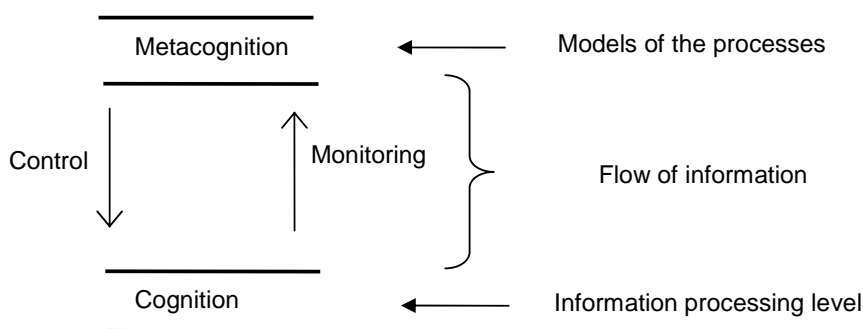 Metacognition
Models of the processes
Control
Monitoring
Flow of information
Cognition
Information processing level